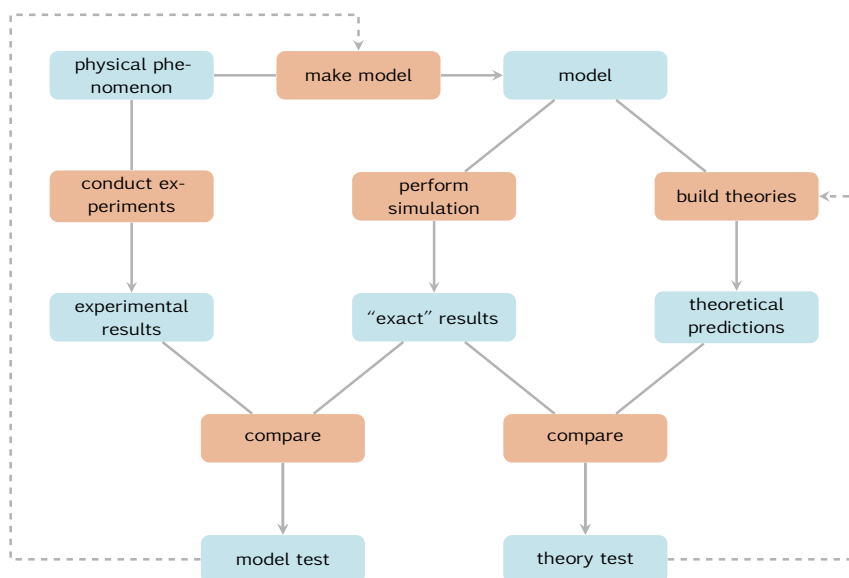 physical phe-
nomenon
make model
model
conduct ex-
periments
perform
simulation
build theories
experimental
results
“exact” results
theoretical
predictions
compare
compare
model test
theory test